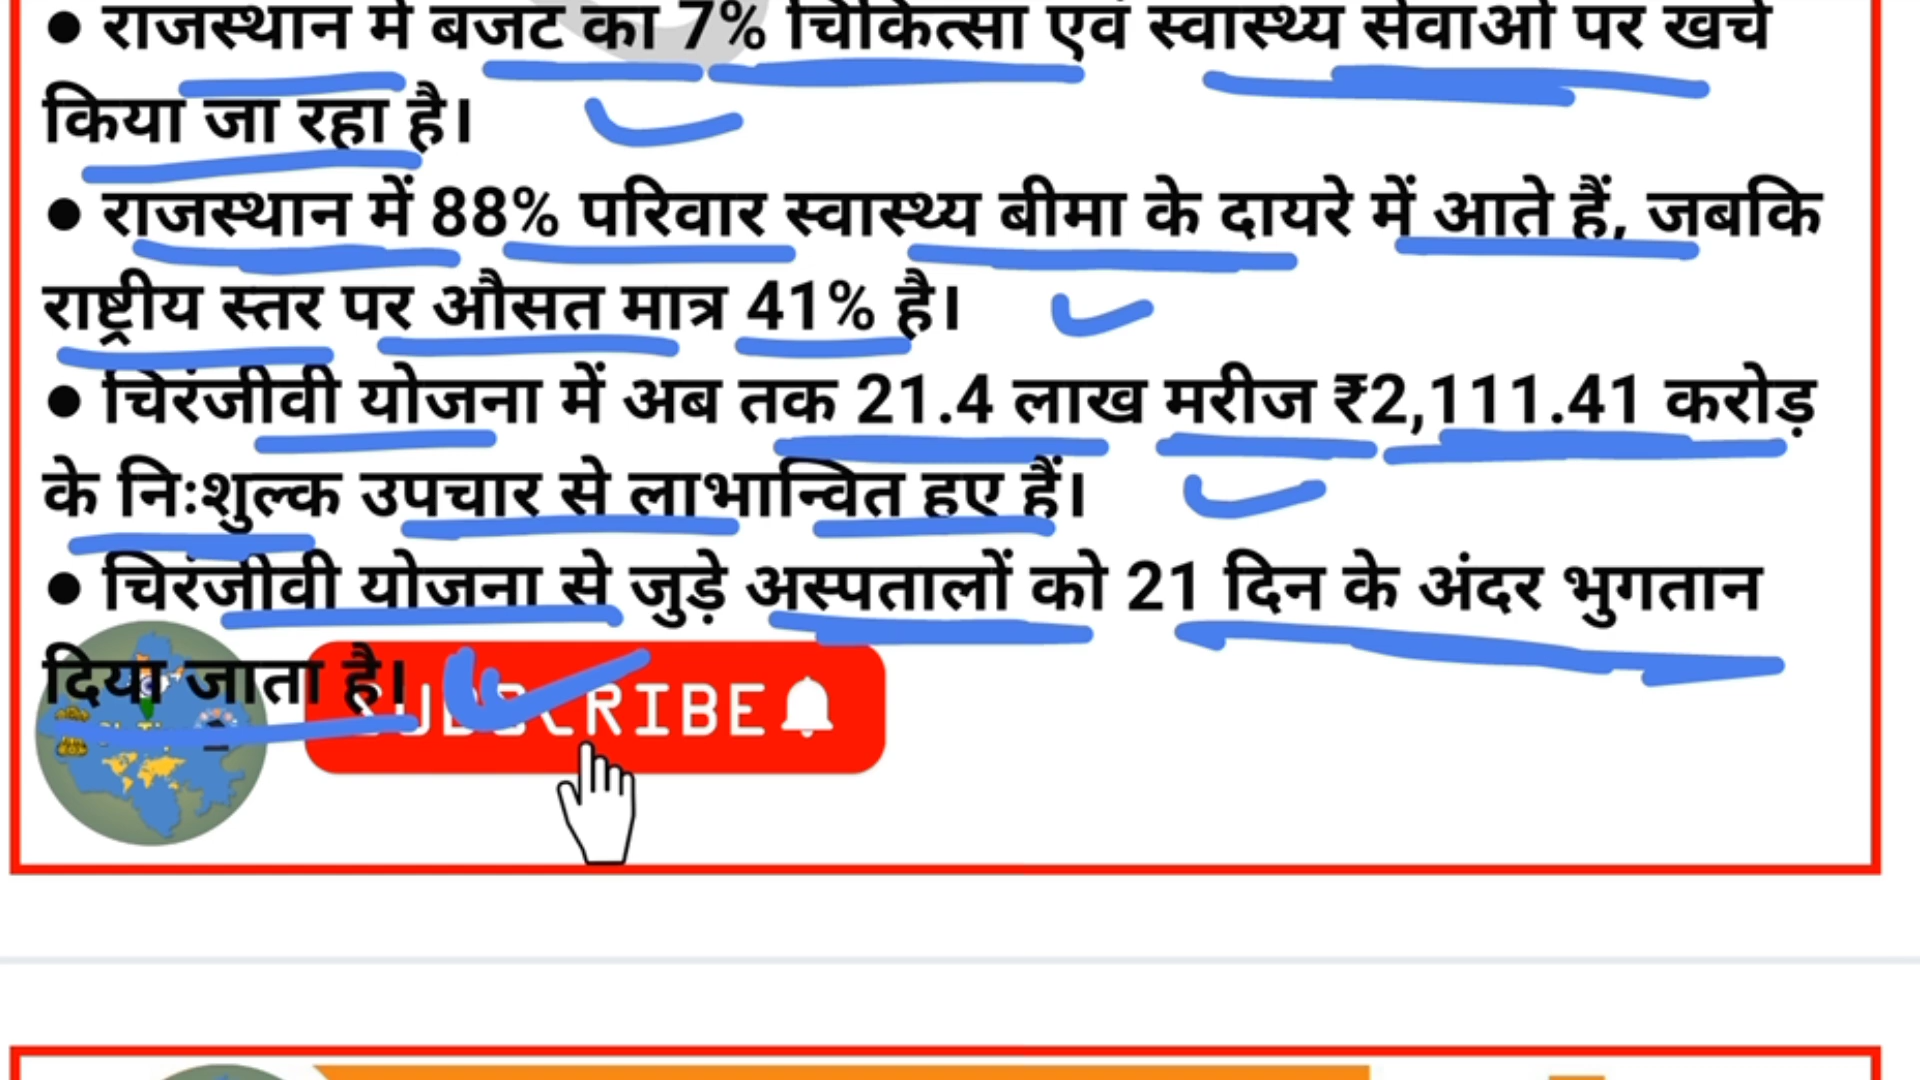 ● राजस्थान में बजट का 7% चिकित्सा एवं स्वास्थ्य सेवाओं पर खर्च
किया जा रहा है।
● राजस्थान में 88% परिवार स्वास्थ्य बीमा के दायरे में आते हैं, जबकि
राष्ट्रीय स्तर पर औसत मात्र 41% है।
● चिरंजीवी योजना में अब तक 21.4 लाख मरीज ₹2,111.41 करोड़
के निःशुल्क उपचार से लाभान्वित हुए हैं।
● चिरंजीवी योजना से जुड़े अस्पतालों को 21 दिन के अंदर भुगतान
दिया जाता है।
SUBSCRIBE